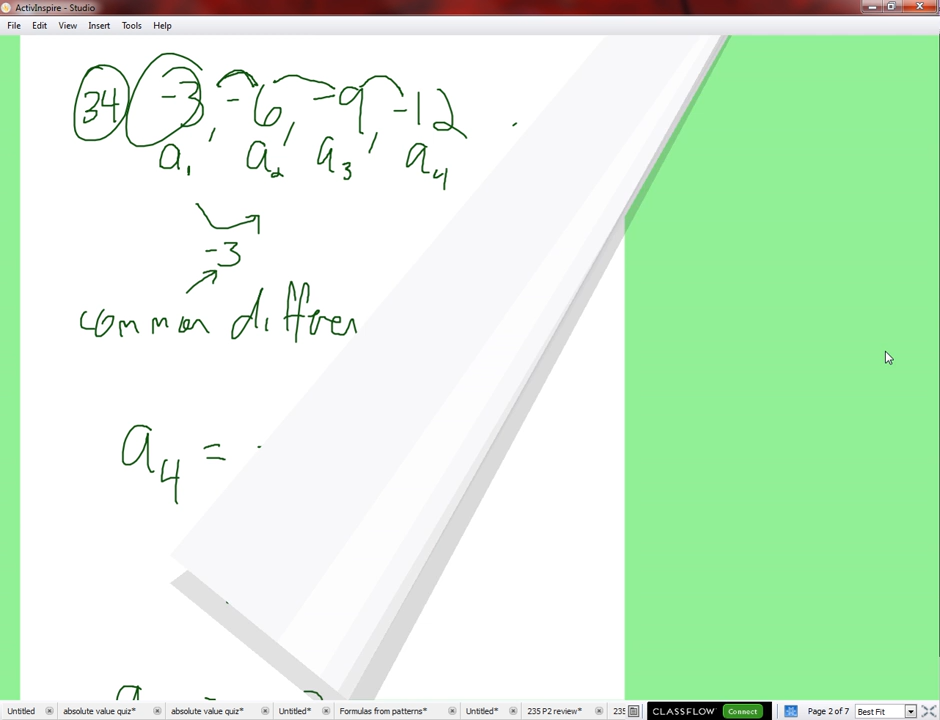 ActivInspire - Studio
File Edit View Insert Tools Help
34 -3, -6, -9, -12
a1 a2 a3 a4
-3
common differen
a4 =
a =
Untitled absolute value quiz* absolute value quiz* Untitled* Formulas from patterns* Untitled* 235 P2 review* 235 CLASSFLOW Connect Page 2 of 7 Best Fit